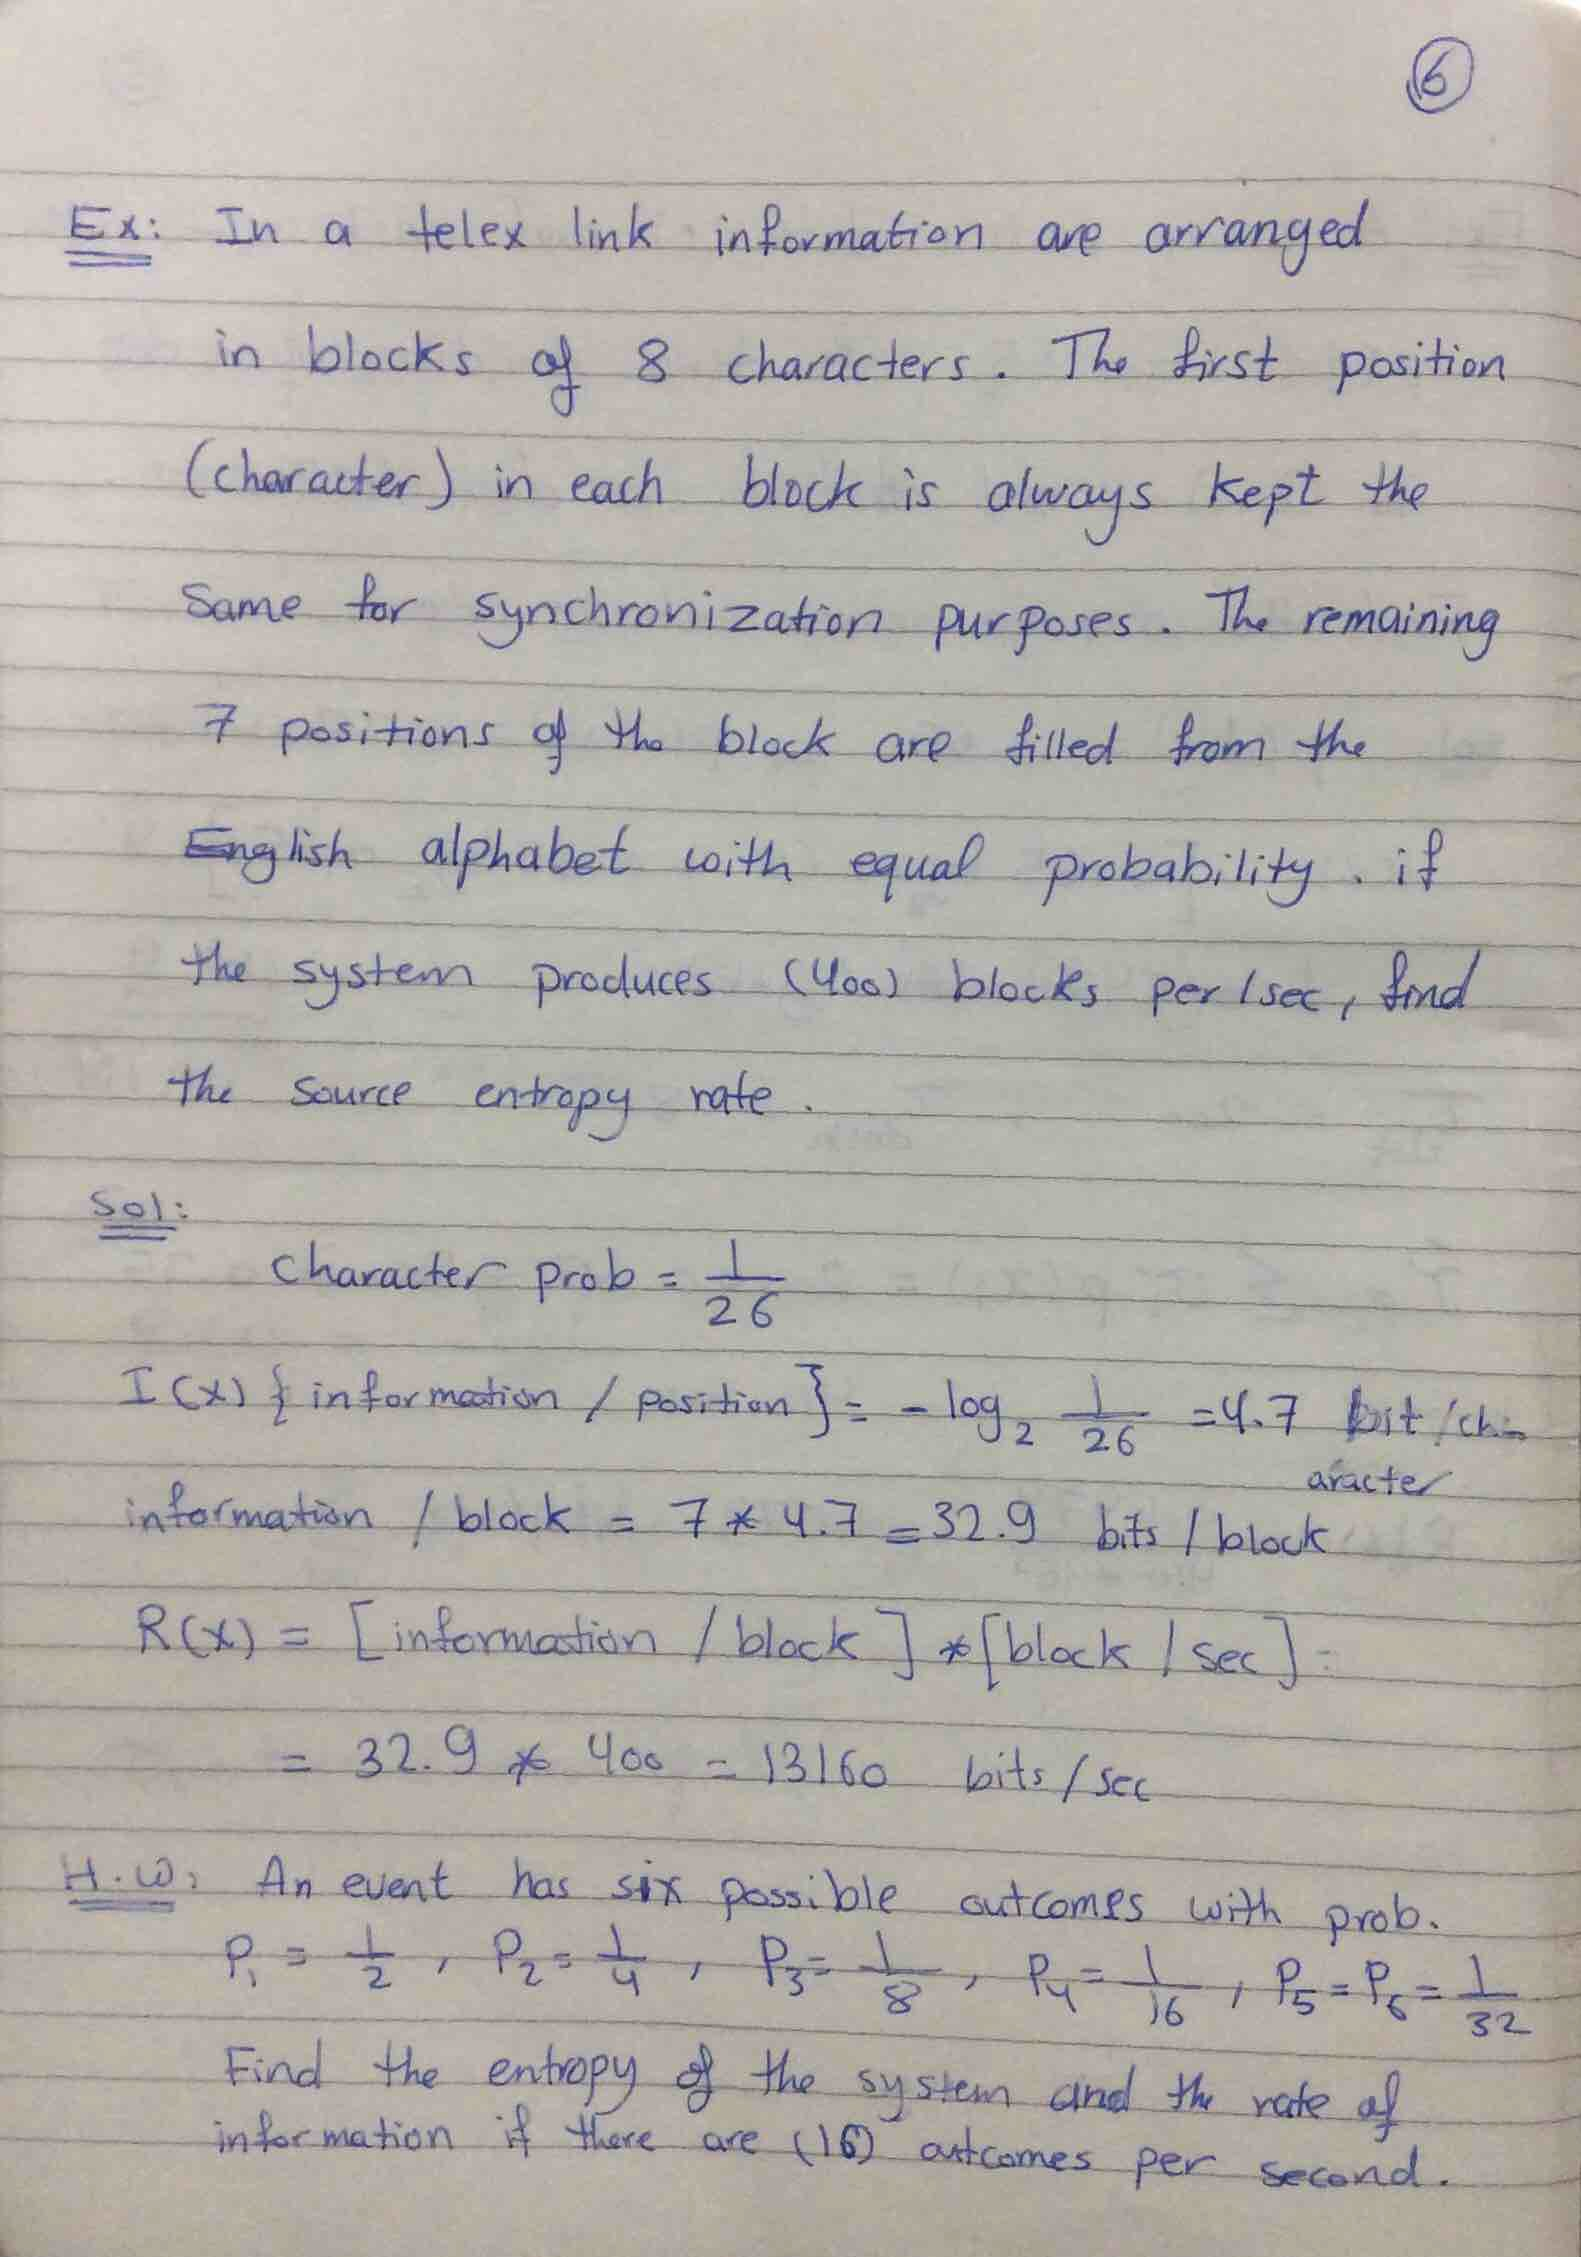 6
Ex: In a telex link information are arranged
in blocks of 8 characters. The first position
(character) in each block is always kept the
Same for synchronization purposes. The remaining
7 positions of the block are filled from the
English alphabet with equal probability. if
the system produces (400) blocks per/sec, find
the source entropy rate.
Sol:
Character prob = 1/26
I(x) { information / position } = - log₂ 1/26 = 4.7 bit/ch-
aracter
information / block = 7 * 4.7 = 32.9 bits / block
R(x) = [information / block] * [block / sec] =
= 32.9 * 400 = 13160 bits/sec
H.W: An event has six possible outcomes with prob.
P₁ = 1/2, P₂ = 1/4, P₃ = 1/8, P₄ = 1/16, P₅ = P₆ = 1/32
Find the entropy of the system and the rate of
information if there are (16) outcomes per second.